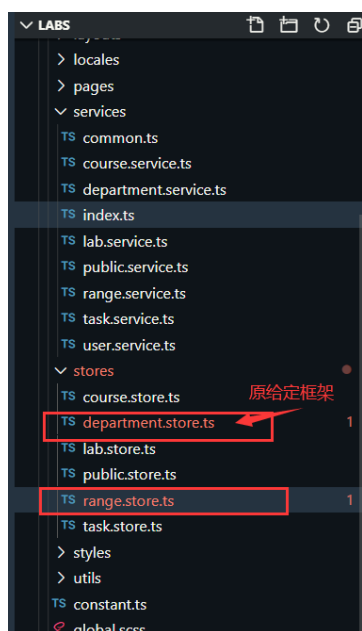 LABS
locales
pages
services
TS common.ts
TS course.service.ts
TS department.service.ts
TS index.ts
TS lab.service.ts
TS public.service.ts
TS range.service.ts
TS task.service.ts
TS user.service.ts
stores
TS course.store.ts
原给定框架
TS department.store.ts 1
TS lab.store.ts
TS public.store.ts
TS range.store.ts 1
TS task.store.ts
styles
utils
TS constant.ts
global.scss